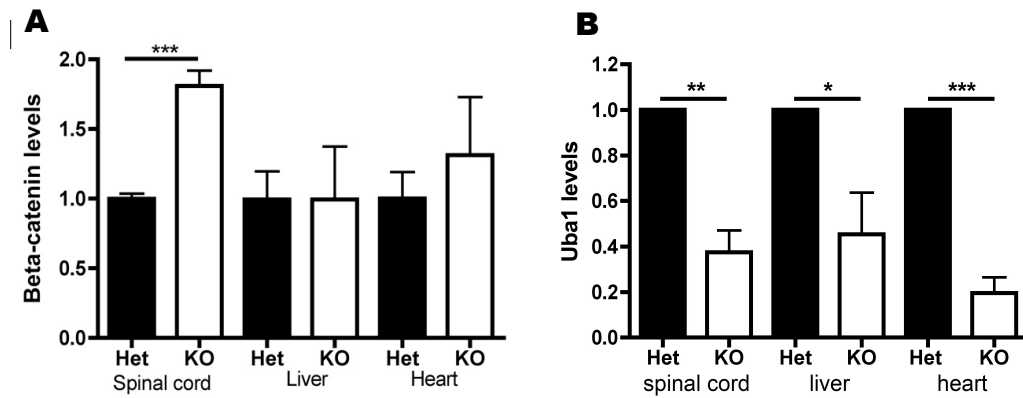 A
Beta-catenin levels
2.0
1.5
1.0
0.5
0.0
***
Het KO Het KO Het KO
Spinal cord Liver Heart
B
Uba1 levels
1.2
1.0
0.8
0.6
0.4
0.2
0.0
** * ***
Het KO Het KO Het KO
spinal cord liver heart